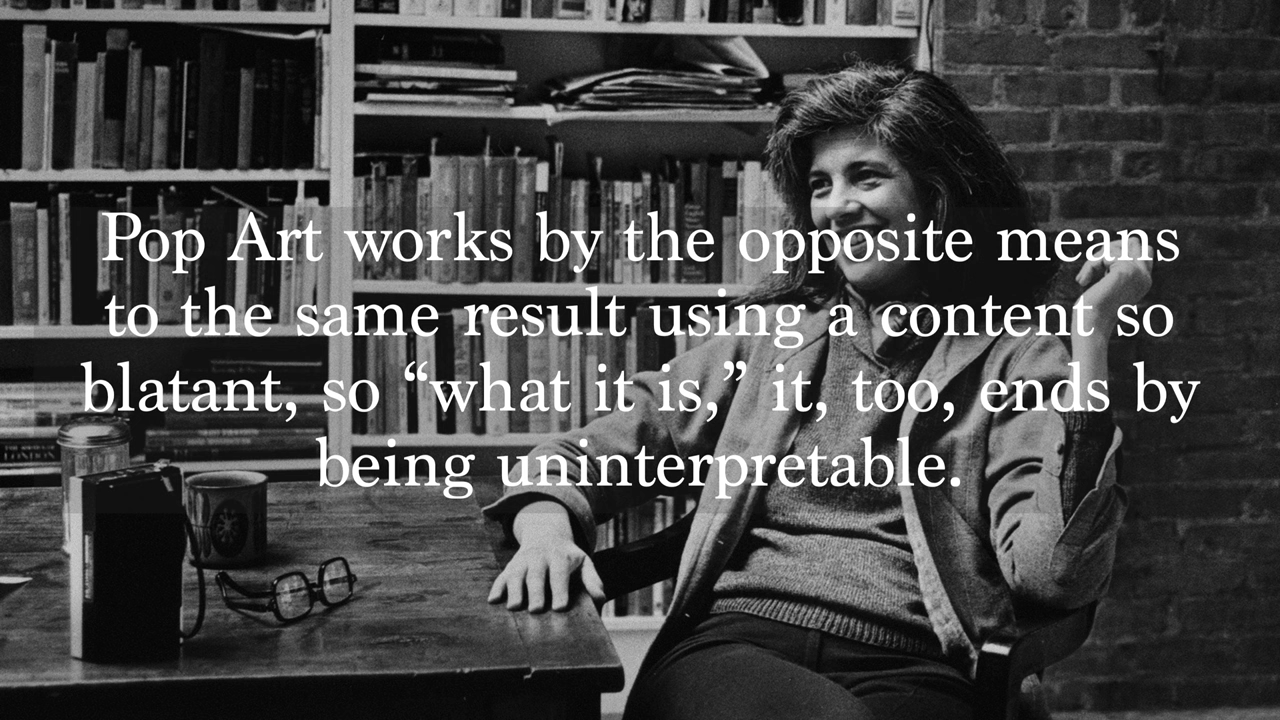 Pop Art works by the opposite means
to the same result using a content so
blatant, so “what it is,” it, too, ends by
being uninterpretable.
LONDON